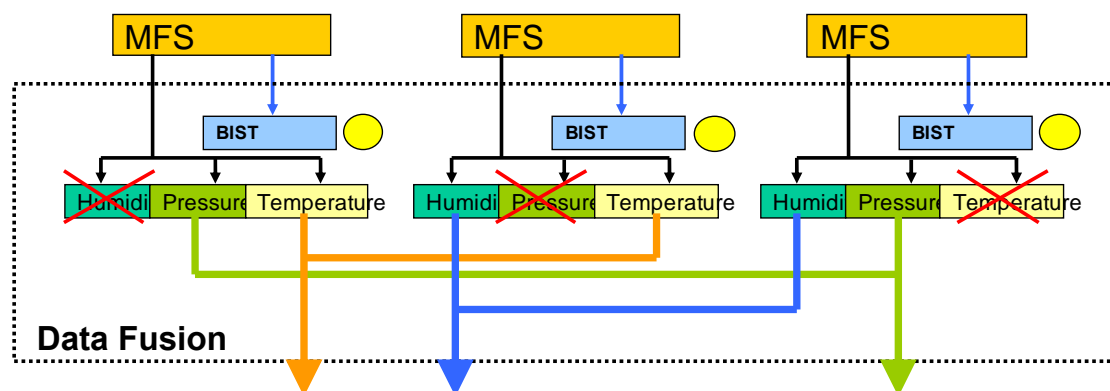 MFS MFS MFS
BIST BIST BIST
Humidi Pressure Temperature Humidi Pressure Temperature Humidi Pressure Temperature
Data Fusion